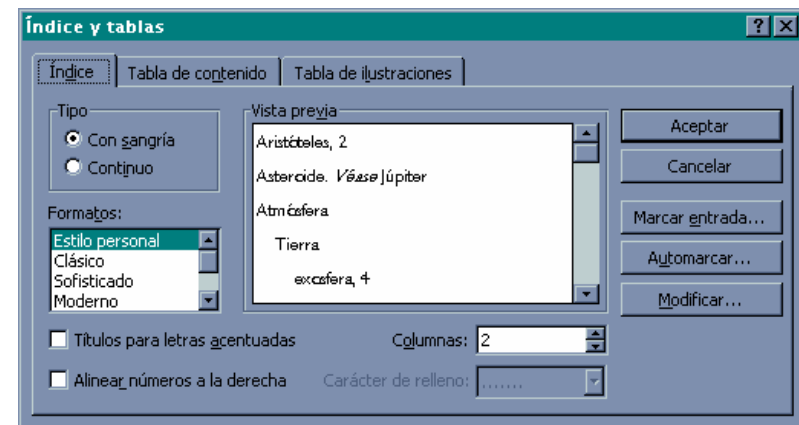 Índice y tablas
Índice Tabla de contenido Tabla de ilustraciones
Tipo
Con sangría
Continuo
Formatos:
Estilo personal
Clásico
Sofisticado
Moderno
Vista previa
Aristóteles, 2
Asteroide. Véase Júpiter
Atmósfera
Tierra
exosfera, 4
Aceptar
Cancelar
Marcar entrada...
Automarcar...
Modificar...
Títulos para letras acentuadas
Columnas: 2
Alinear números a la derecha
Carácter de relleno: .......